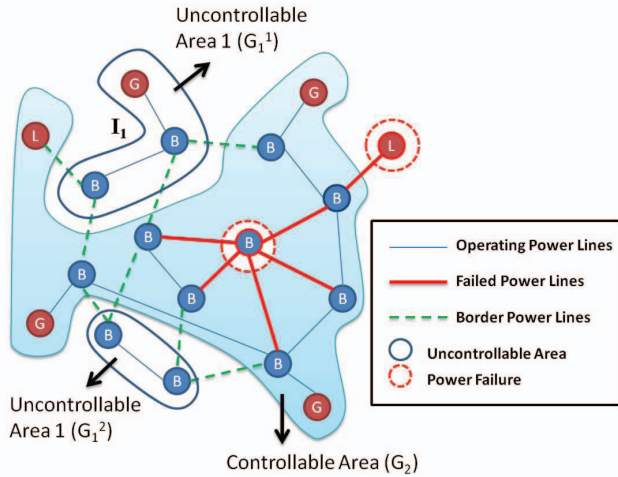 Uncontrollable
Area 1 (G₁¹)
G
G
I₁
L
B
B
L
B
B
B
B
B
B
B
G
B
B
B
G
Uncontrollable
Area 1 (G₁²)
Controllable Area (G₂)
Operating Power Lines
Failed Power Lines
Border Power Lines
Uncontrollable Area
Power Failure